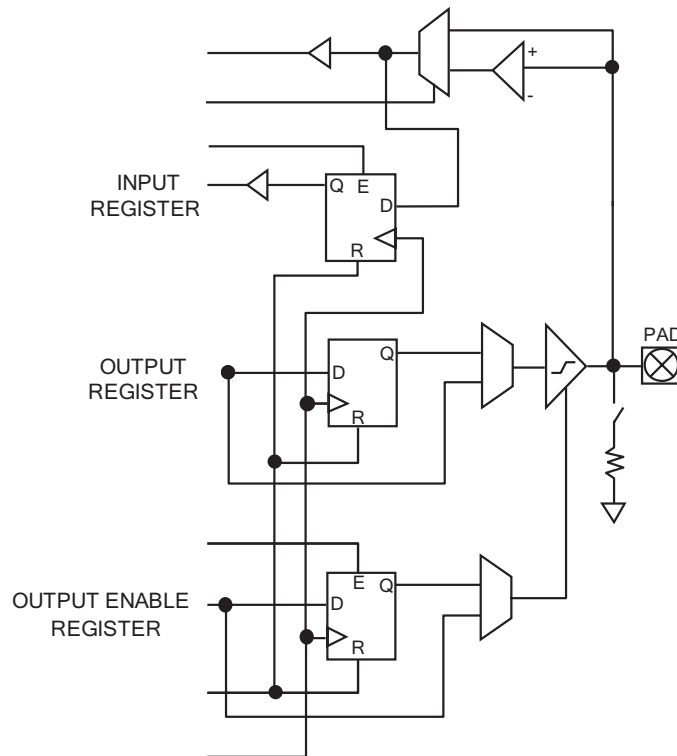 +
-
Q E
INPUT
REGISTER
D
R
PAD
Q
OUTPUT
REGISTER
D
R
E Q
OUTPUT ENABLE
REGISTER
D
R